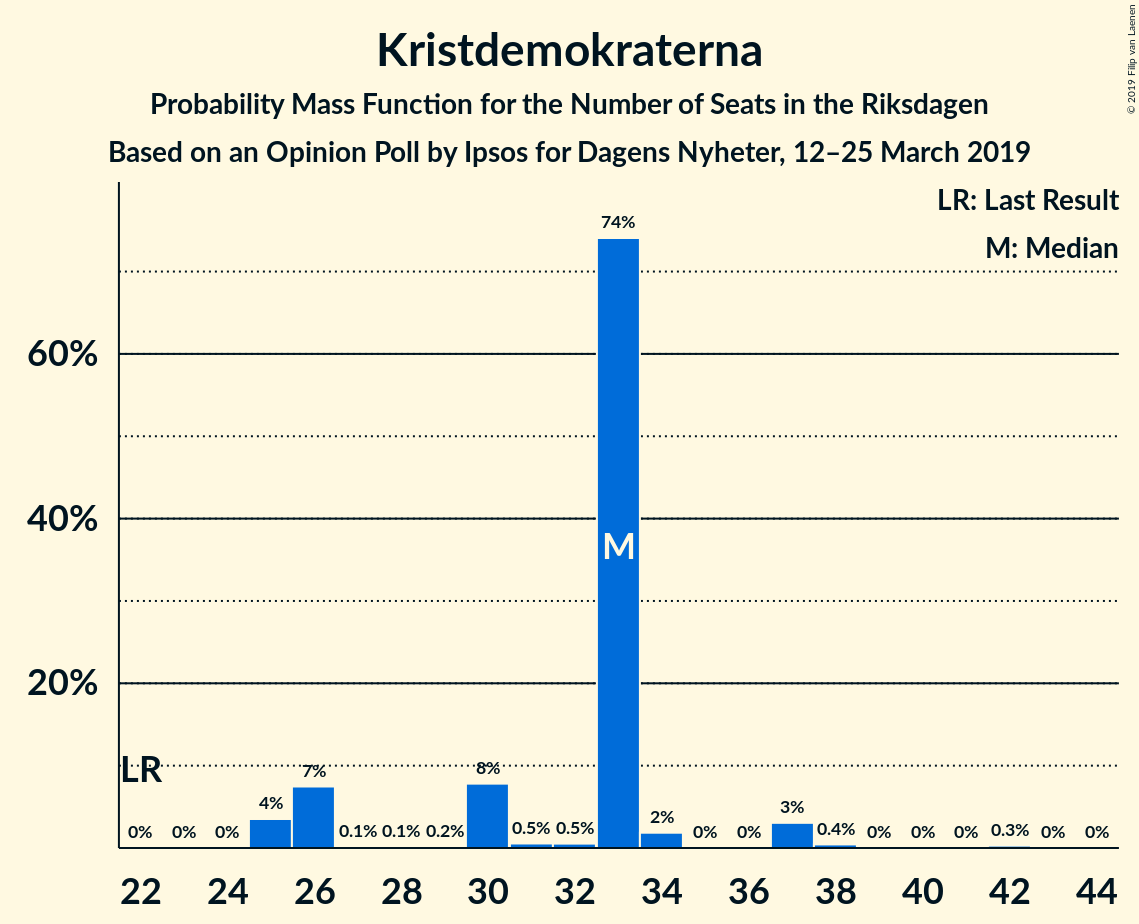 Kristdemokraterna
Probability Mass Function for the Number of Seats in the Riksdagen
Based on an Opinion Poll by Ipsos for Dagens Nyheter, 12–25 March 2019
© 2019 Filip van Laenen
LR: Last Result
M: Median
74%
60%
40%
M
20%
LR
0% 0% 0% 4% 7% 0.1% 0.1% 0.2% 8% 0.5% 0.5% 2% 0% 0% 3% 0.4% 0% 0% 0% 0.3% 0% 0%
22 24 26 28 30 32 34 36 38 40 42 44